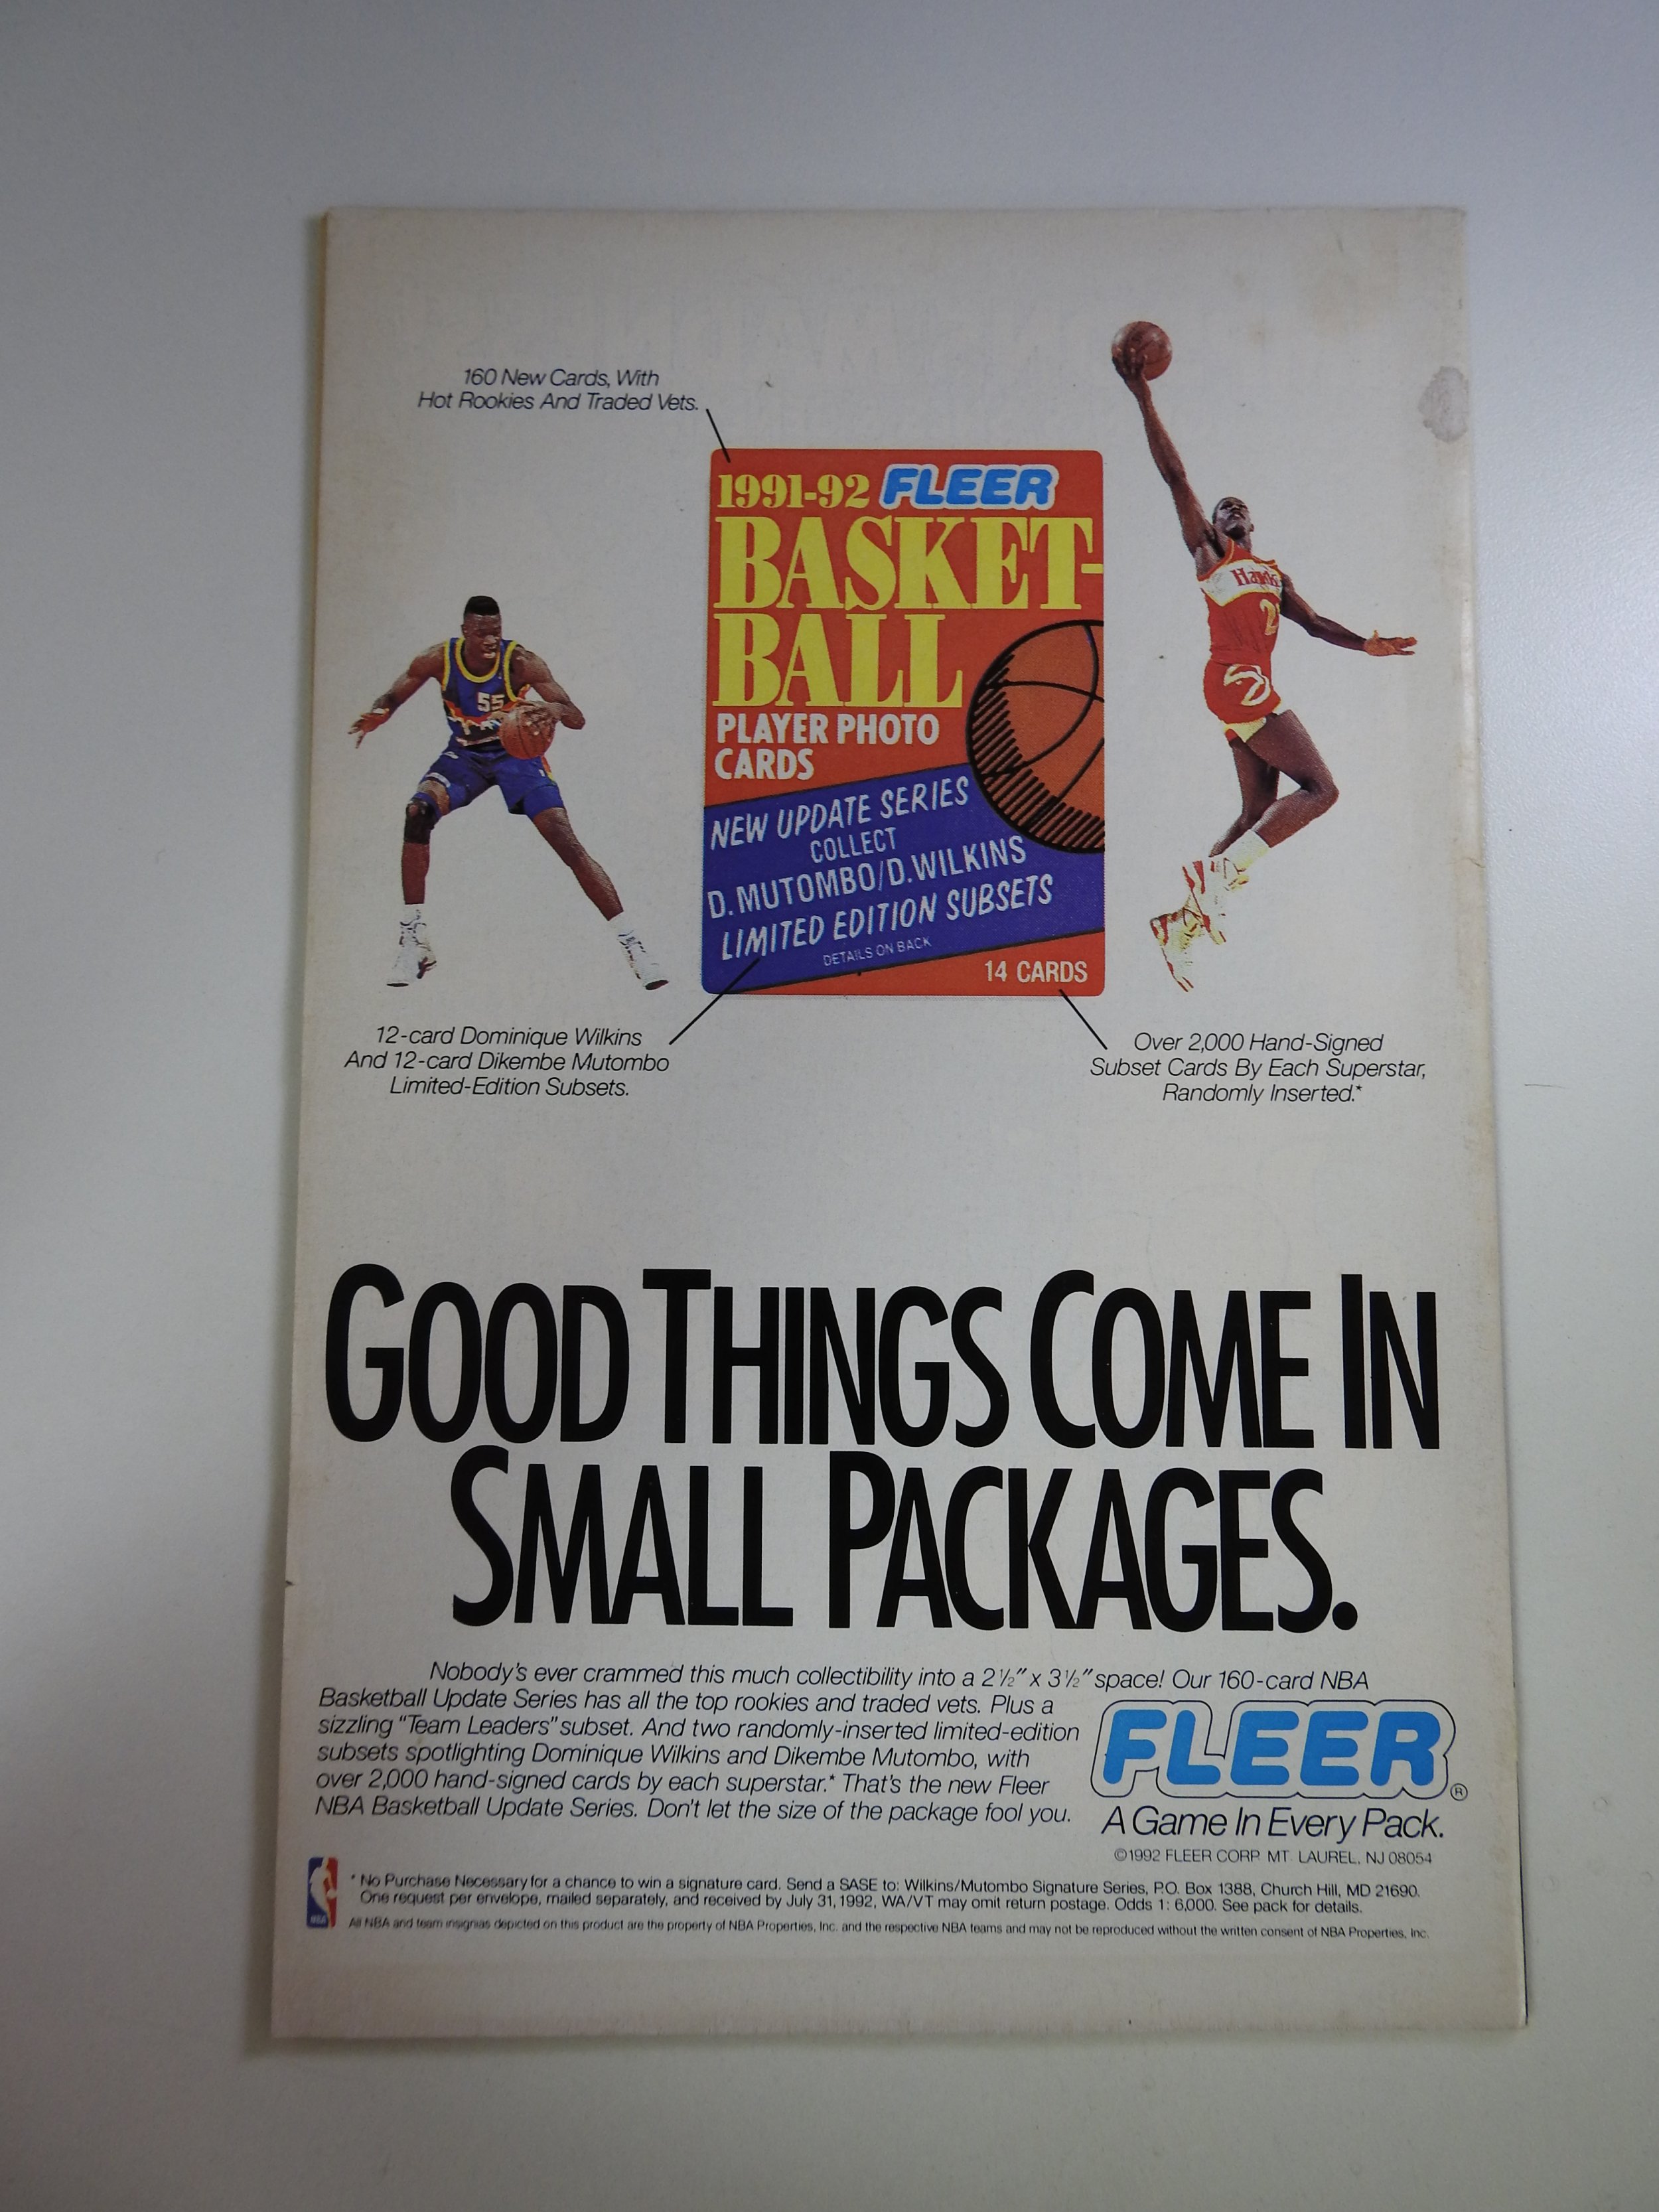 160 New Cards, With
Hot Rookies And Traded Vets.
1991-92 FLEER
BASKET-
BALL
PLAYER PHOTO
CARDS
NEW UPDATE SERIES
COLLECT
D. MUTOMBO/D. WILKINS
LIMITED EDITION SUBSETS
DETAILS ON BACK
14 CARDS
55
Hawks
2
12-card Dominique Wilkins
And 12-card Dikembe Mutombo
Limited-Edition Subsets.
Over 2,000 Hand-Signed
Subset Cards By Each Superstar,
Randomly Inserted.*
GOOD THINGS COME IN
SMALL PACKAGES.
Nobody's ever crammed this much collectibility into a 2½" x 3½" space! Our 160-card NBA
Basketball Update Series has all the top rookies and traded vets. Plus a
sizzling "Team Leaders" subset. And two randomly-inserted limited-edition
subsets spotlighting Dominique Wilkins and Dikembe Mutombo, with
over 2,000 hand-signed cards by each superstar.* That's the new Fleer
NBA Basketball Update Series. Don't let the size of the package fool you.
FLEER®
A Game In Every Pack.
©1992 FLEER CORP. MT. LAUREL, NJ 08054
* No Purchase Necessary for a chance to win a signature card. Send a SASE to: Wilkins/Mutombo Signature Series, P.O. Box 1388, Church Hill, MD 21690.
One request per envelope, mailed separately, and received by July 31, 1992, WA/VT may omit return postage. Odds 1: 6,000. See pack for details.
All NBA and team insignias depicted on this product are the property of NBA Properties, Inc. and the respective NBA teams and may not be reproduced without the written consent of NBA Properties, Inc.
NBA